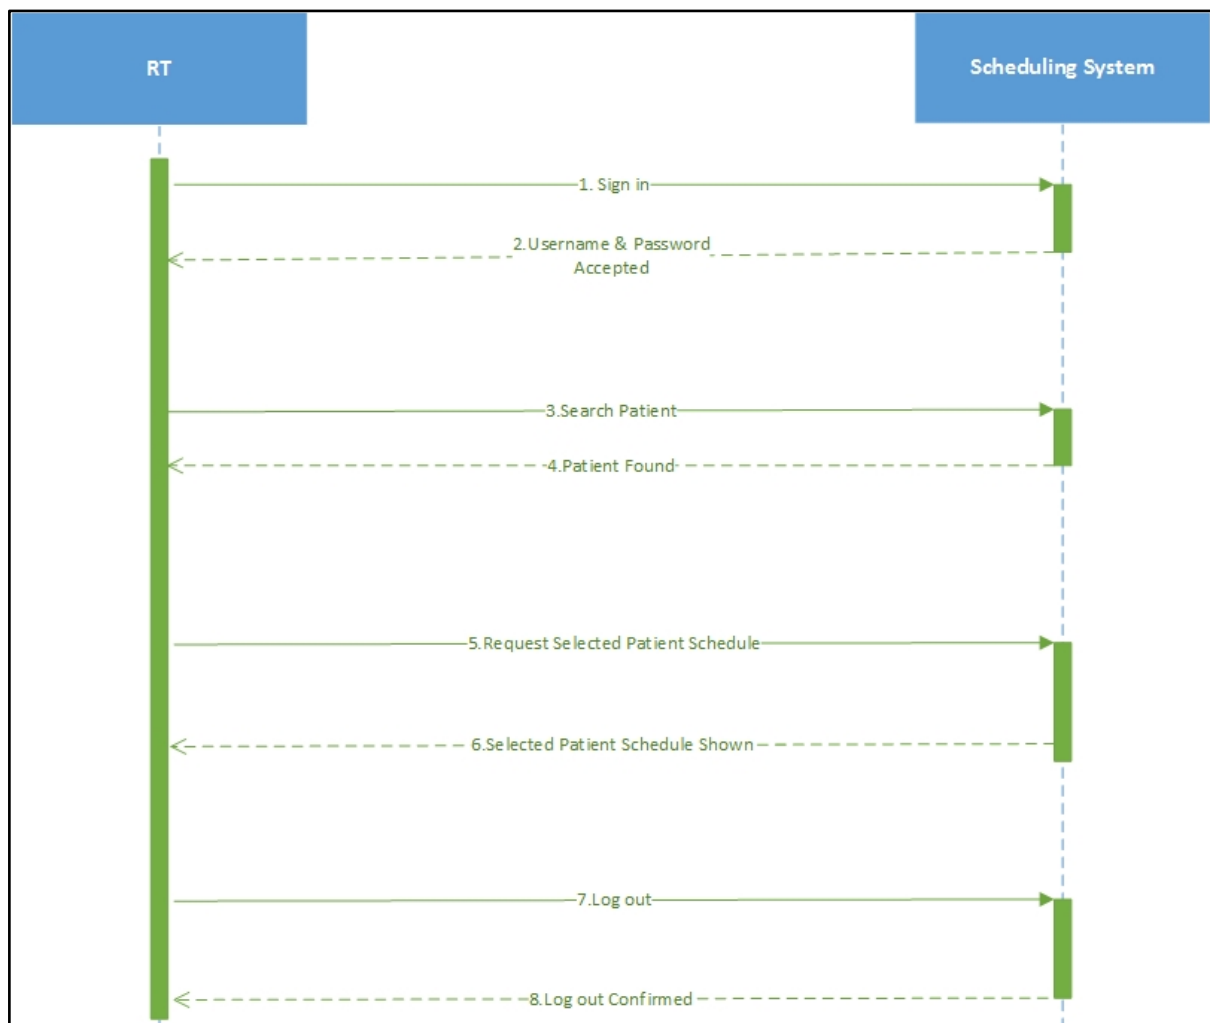 RT
Scheduling System
1. Sign in
2.Username & Password
Accepted
3.Search Patient
4.Patient Found
5.Request Selected Patient Schedule
6.Selected Patient Schedule Shown
7.Log out
8.Log out Confirmed